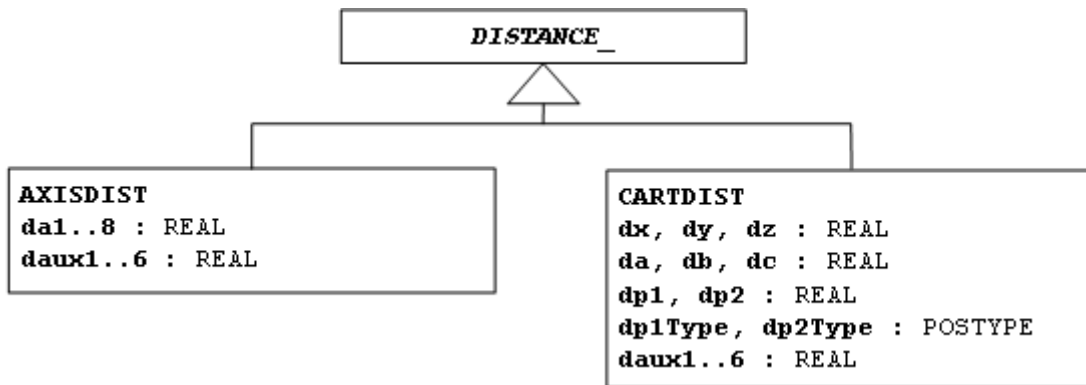 DISTANCE_
AXISDIST
da1..8 : REAL
daux1..6 : REAL
CARTDIST
dx, dy, dz : REAL
da, db, dc : REAL
dp1, dp2 : REAL
dp1Type, dp2Type : POSTYPE
daux1..6 : REAL